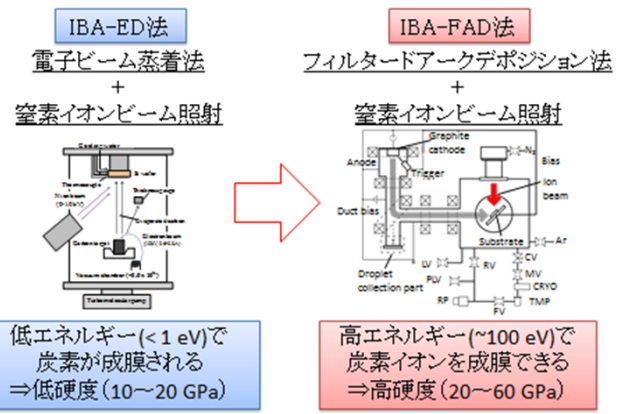 IBA-ED法
電子ビーム蒸着法
+
窒素イオンビーム照射
Si wafer
低エネルギー(< 1 eV)で
炭素が成膜される
⇒低硬度(10～20 GPa)
IBA-FAD法
フィルタードアークデポジション法
+
窒素イオンビーム照射
Graphite
cathode
Anode
Trigger
N₂
Bias
Ion
beam
Duct bias
Substrate
Ar
Droplet
collection part
LV
RV
CV
PLV
MV
CRYO
RP
TMP
FV
高エネルギー(~100 eV)で
炭素イオンを成膜できる
⇒高硬度(20～60 GPa)